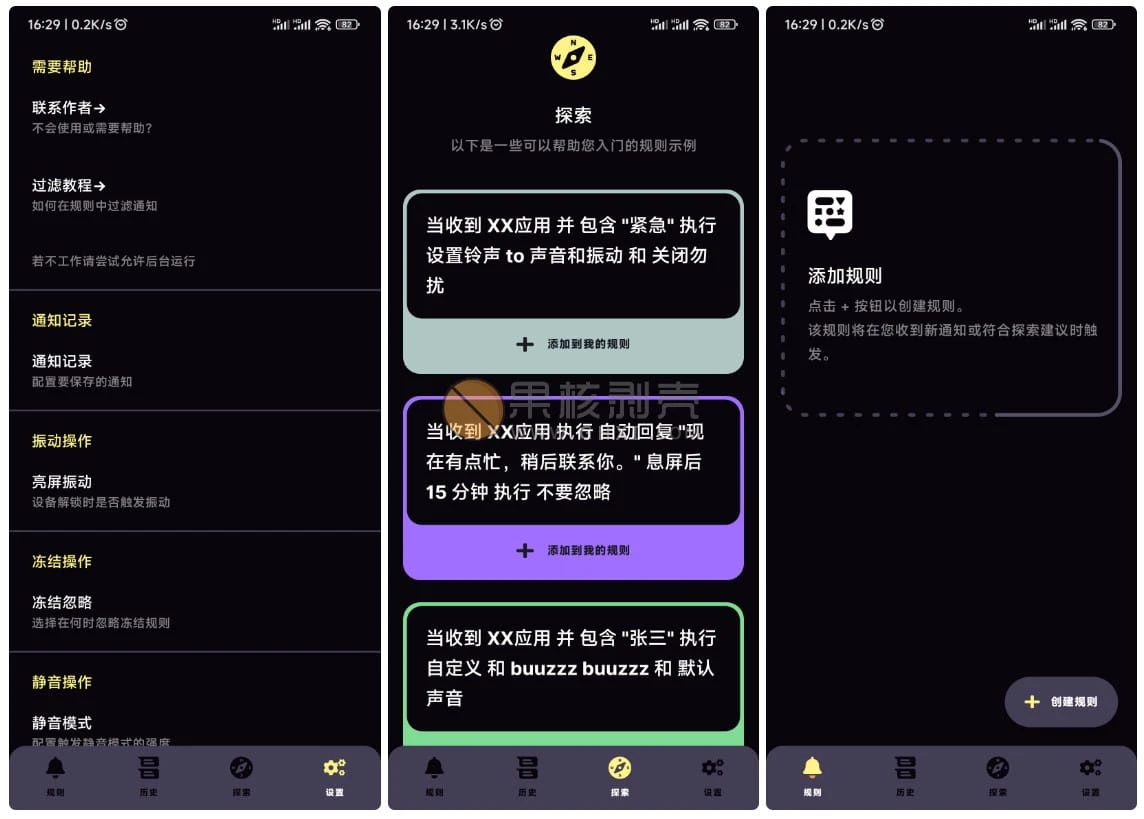 16:29 | 0.2K/s
82
需要帮助
联系作者→
不会使用或需要帮助?
过滤教程→
如何在规则中过滤通知
若不工作请尝试允许后台运行
通知记录
通知记录
配置要保存的通知
振动操作
亮屏振动
设备解锁时是否触发振动
冻结操作
冻结忽略
选择在何时忽略冻结规则
静音操作
静音模式
配置触发静音模式的强度
规则
历史
探索
设置
16:29 | 3.1K/s
82
N
W E
S
探索
以下是一些可以帮助您入门的规则示例
当收到 XX应用 并 包含 "紧急" 执行
设置铃声 to 声音和振动 和 关闭勿
扰
+ 添加到我的规则
果核剥壳
当收到 XX应用 执行 自动回复 "现
在有点忙，稍后联系你。" 息屏后
15 分钟 执行 不要忽略
+ 添加到我的规则
当收到 XX应用 并 包含 "张三" 执行
自定义 和 buuzzz buuzzz 和 默认
声音
规则
历史
探索
设置
16:29 | 0.2K/s
82
添加规则
点击 + 按钮以创建规则。
该规则将在您收到新通知或符合探索建议时触
发。
+ 创建规则
规则
历史
探索
设置